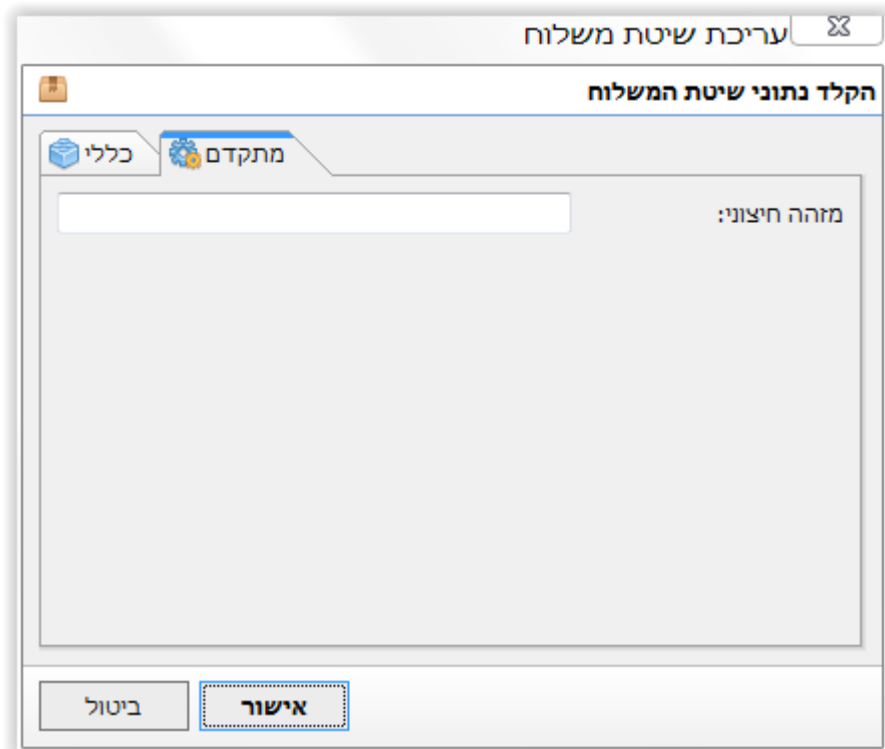 עריכת שיטת משלוח
הקלד נתוני שיטת המשלוח
כללי
מתקדם
מזהה חיצוני:
אישור
ביטול